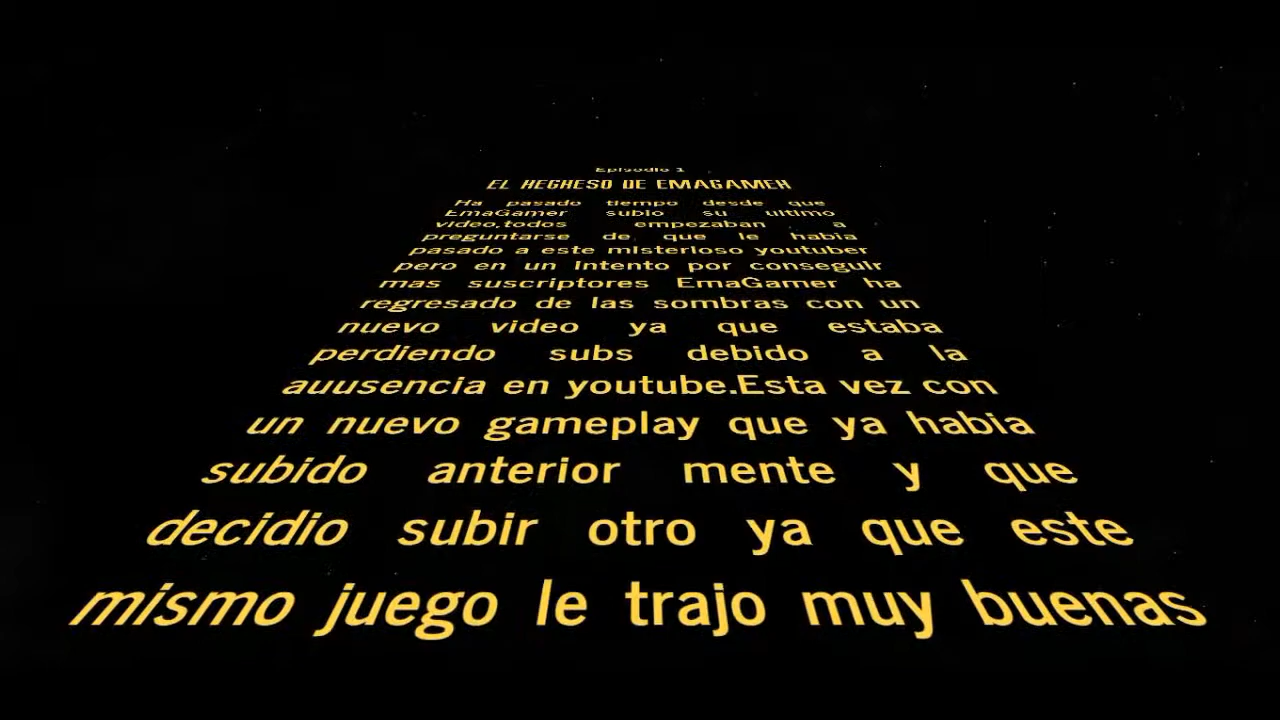 Episodio 1
EL REGRESO DE EMAGAMER
Ha pasado tiempo desde que
EmaGamer subio su ultimo
video,todos empezaban a
preguntarse de que le habia
pasado a este misterioso youtuber
pero en un intento por conseguir
mas suscriptores EmaGamer ha
regresado de las sombras con un
nuevo video ya que estaba
perdiendo subs debido a la
auusencia en youtube.Esta vez con
un nuevo gameplay que ya habia
subido anterior mente y que
decidio subir otro ya que este
mismo juego le trajo muy buenas